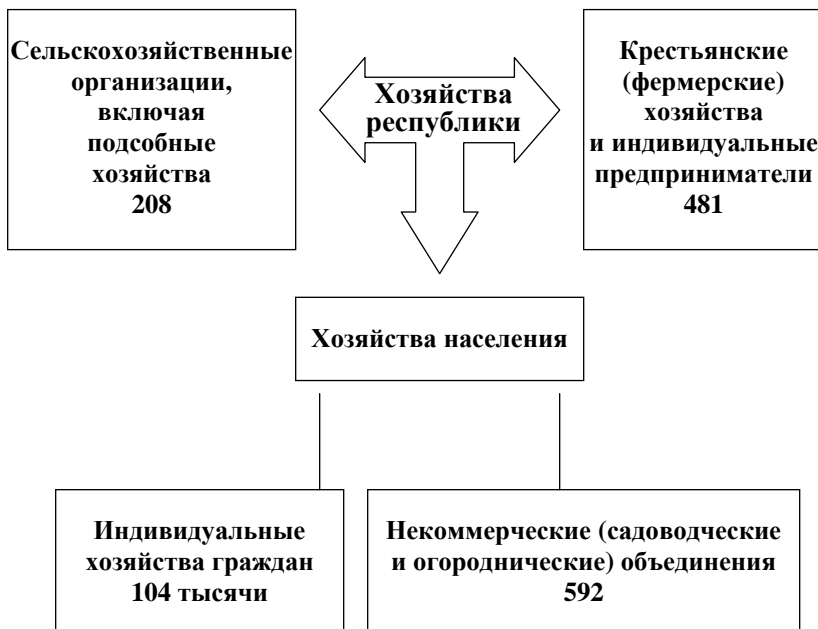 Сельскохозяйственные
организации,
включая
подсобные
хозяйства
208
Хозяйства
республики
Крестьянские
(фермерские)
хозяйства
и индивидуальные
предприниматели
481
Хозяйства населения
Индивидуальные
хозяйства граждан
104 тысячи
Некоммерческие (садоводческие
и огороднические) объединения
592